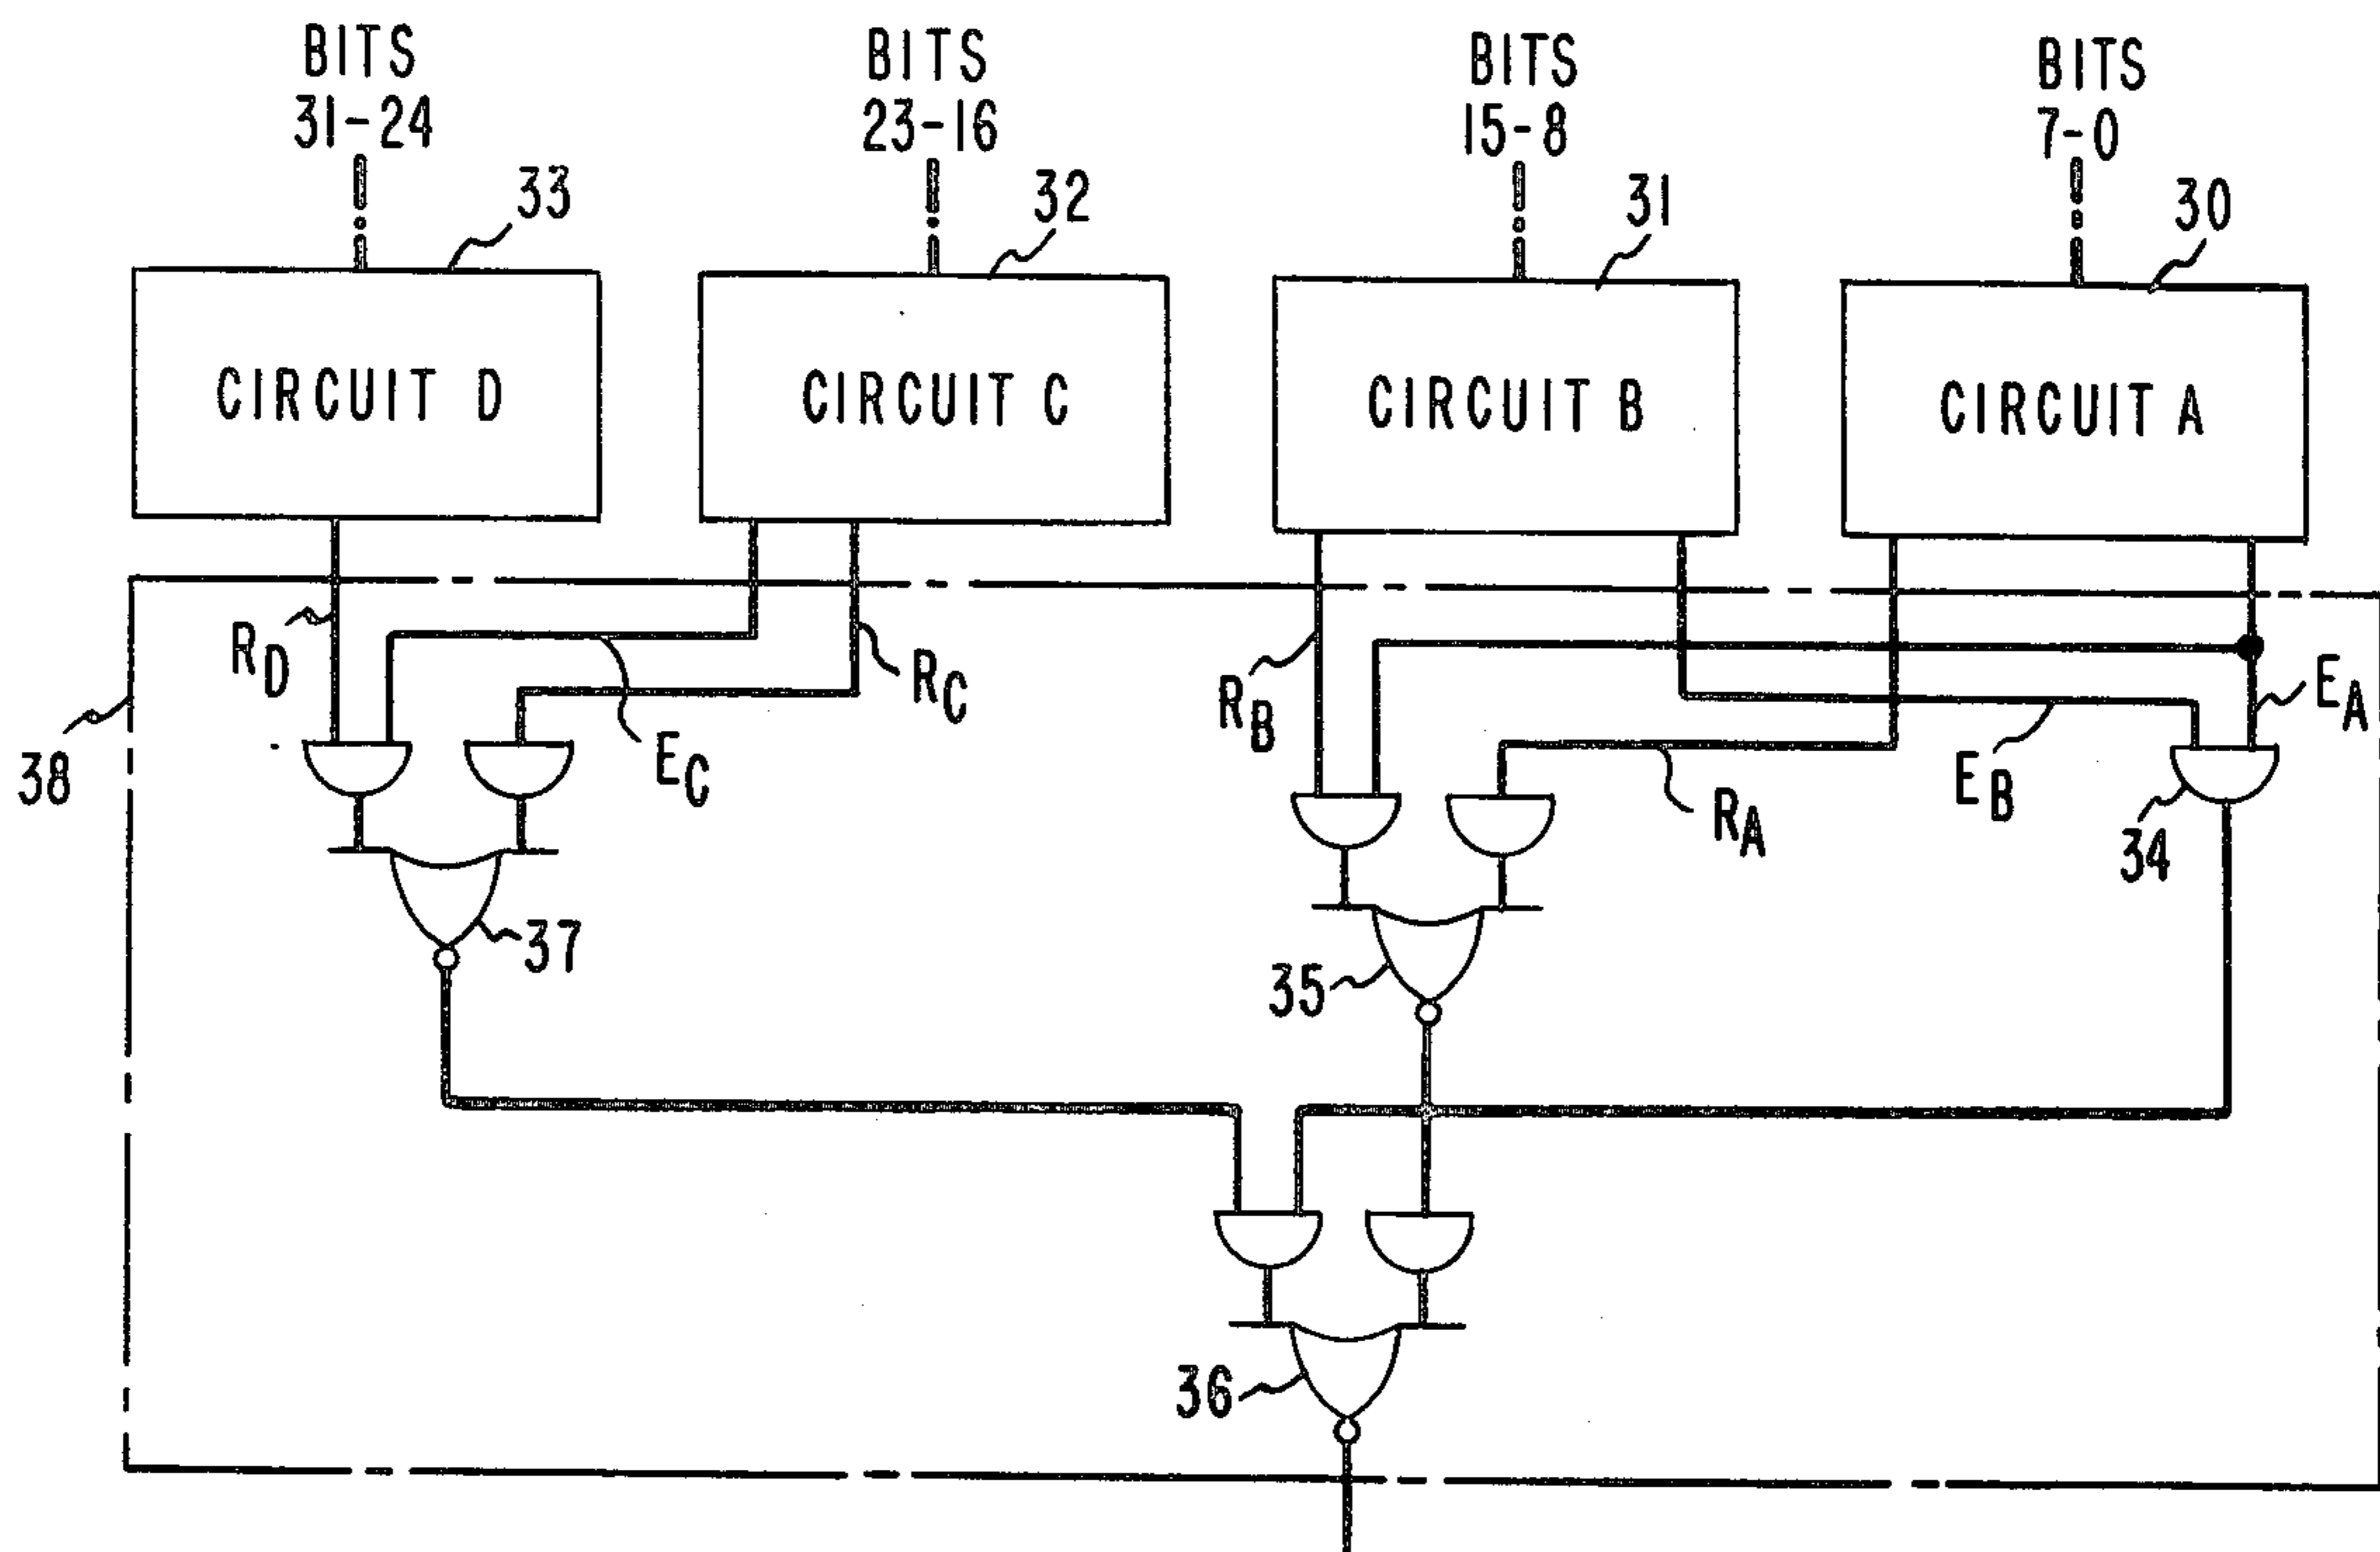 BITS
31-24
BITS
23-16
BITS
15-8
BITS
7-0
33
32
31
30
CIRCUIT D
CIRCUIT C
CIRCUIT B
CIRCUIT A
RD
RC
RB
EA
38
EC
RA
EB
34
37
35
36